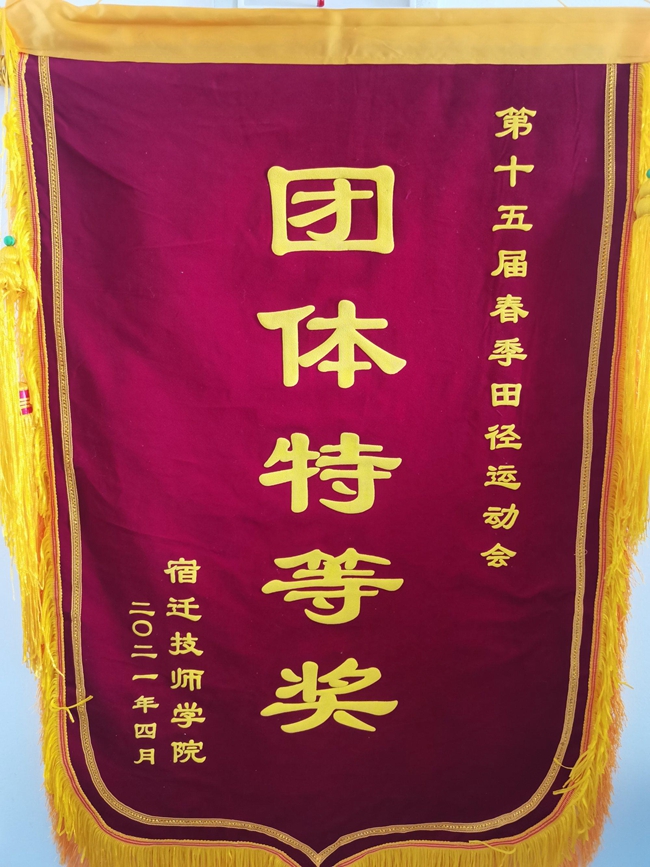 第十五届春季田径运动会
团体特等奖
宿迁技师学院
二〇二一年四月